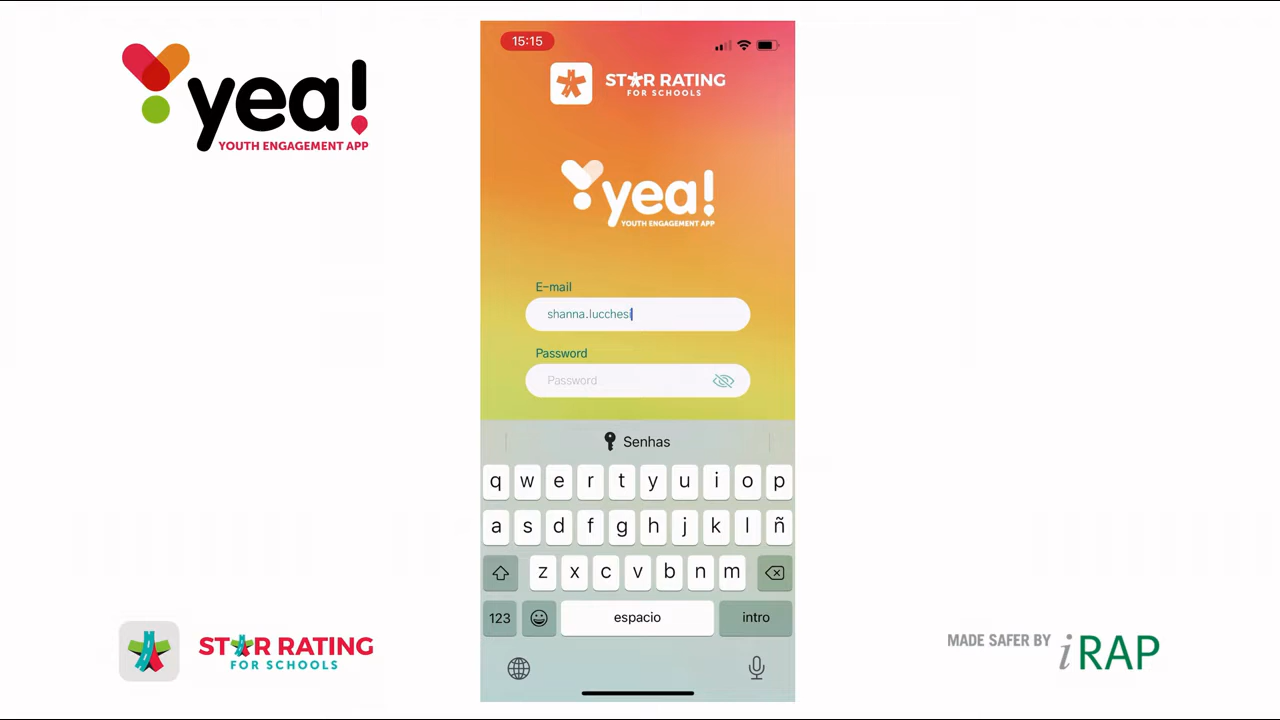 yea!
YOUTH ENGAGEMENT APP
15:15
STAR RATING
FOR SCHOOLS
yea!
YOUTH ENGAGEMENT APP
E-mail
shanna.lucchesi
Password
Password
Senhas
q w e r t y u i o p
a s d f g h j k l ñ
z x c v b n m
123 espacio intro
STAR RATING
FOR SCHOOLS
MADE SAFER BY iRAP